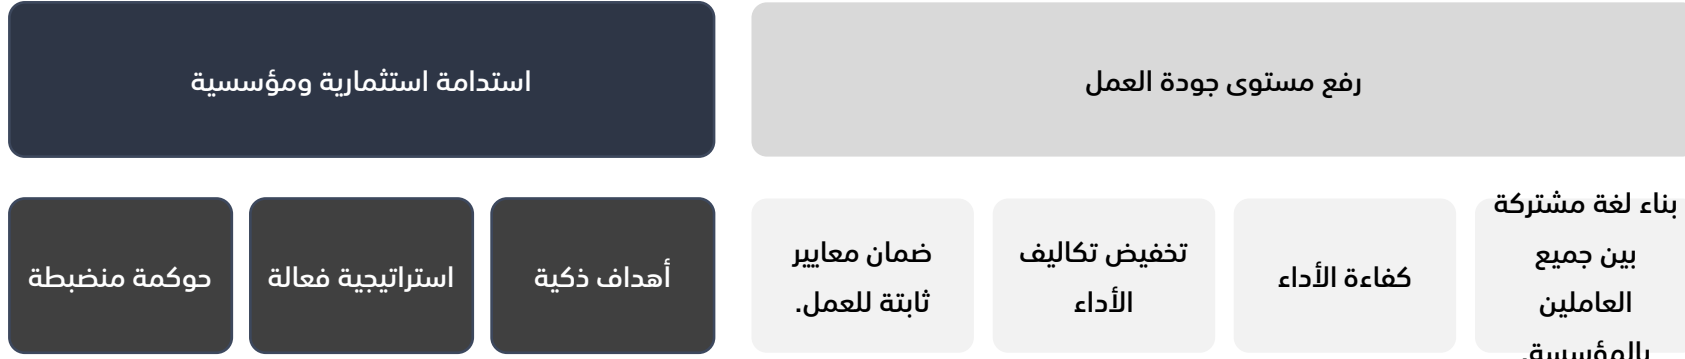 رفع مستوى جودة العمل
استدامة استثمارية ومؤسسية
بناء لغة مشتركة
بين جميع
العاملين
بالمؤسسة.
كفاءة الأداء
تخفيض تكاليف
الأداء
ضمان معايير
ثابتة للعمل.
أهداف ذكية
استراتيجية فعالة
حوكمة منضبطة